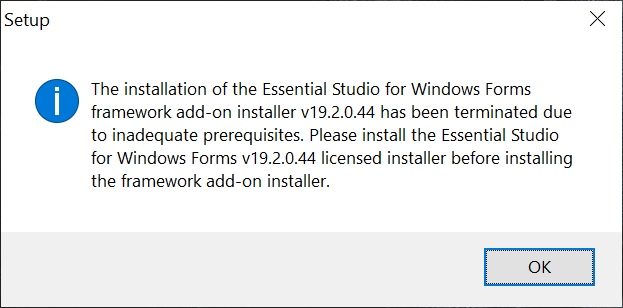 Setup
The installation of the Essential Studio for Windows Forms
framework add-on installer v19.2.0.44 has been terminated due
to inadequate prerequisites. Please install the Essential Studio
for Windows Forms v19.2.0.44 licensed installer before installing
the framework add-on installer.
OK